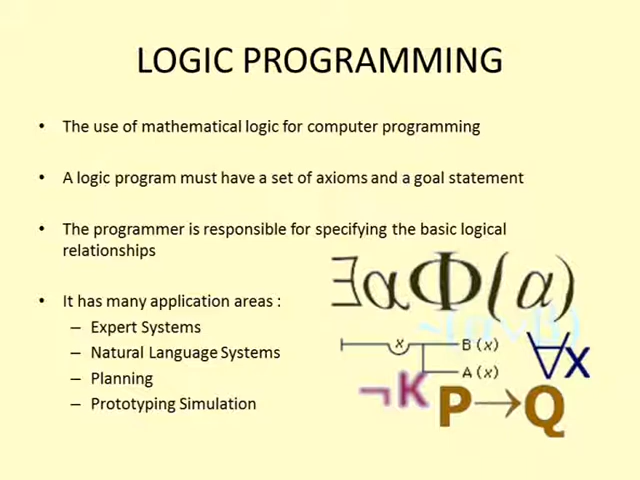 LOGIC PROGRAMMING
• The use of mathematical logic for computer programming
• A logic program must have a set of axioms and a goal statement
• The programmer is responsible for specifying the basic logical
relationships
• It has many application areas :
– Expert Systems
– Natural Language Systems
– Planning
– Prototyping Simulation
∃αΦ(α)
x B (x)
A (x)
∀x
¬K
P→Q